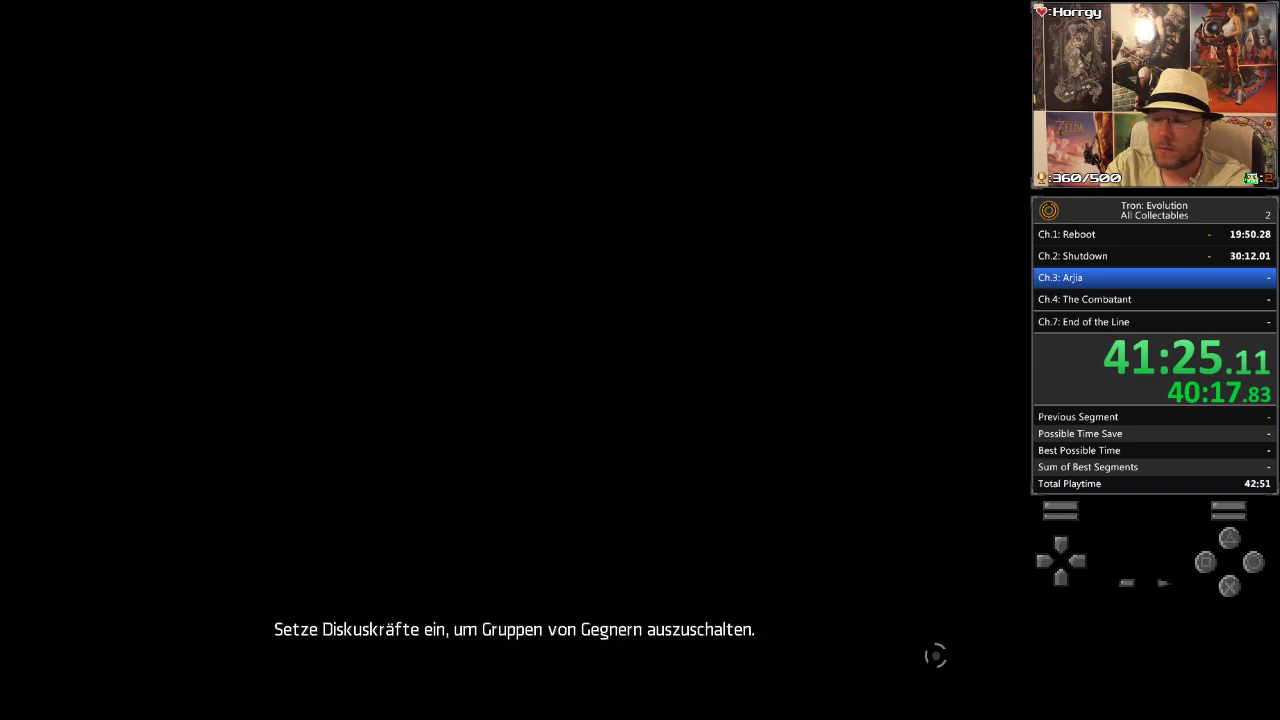 :Horrgy
ZELDA
:360/500
:2
Tron: Evolution
All Collectables
2
Ch.1: Reboot - 19:50.28
Ch.2: Shutdown - 30:12.01
Ch.3: Arjia -
Ch.4: The Combatant -
Ch.7: End of the Line -
41:25.11
40:17.83
Previous Segment -
Possible Time Save -
Best Possible Time -
Sum of Best Segments -
Total Playtime 42:51
Setze Diskuskräfte ein, um Gruppen von Gegnern auszuschalten.